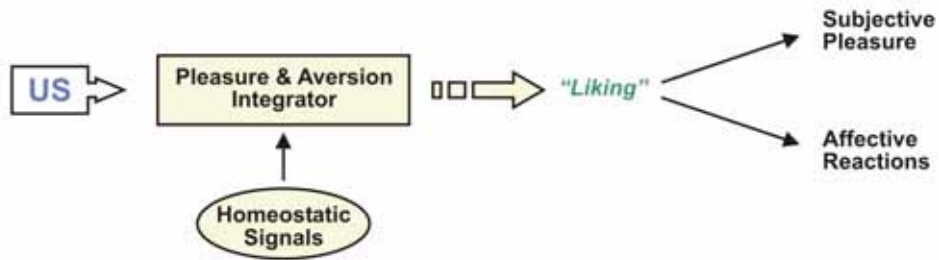 US
Pleasure & Aversion
Integrator
"Liking"
Subjective
Pleasure
Affective
Reactions
Homeostatic
Signals